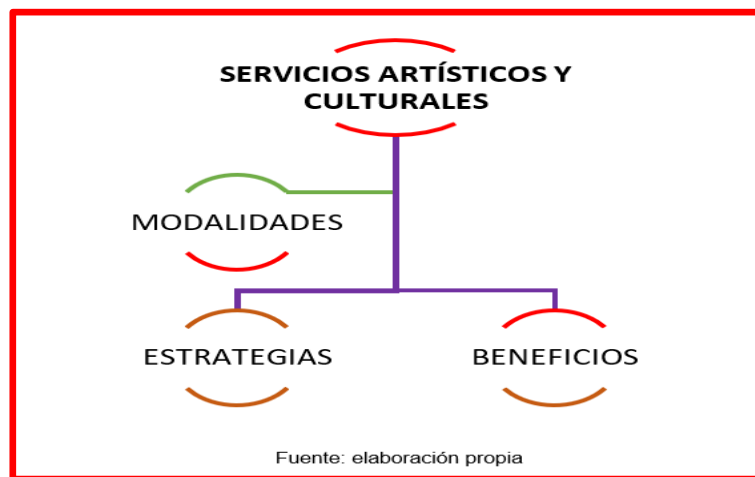 SERVICIOS ARTÍSTICOS Y
CULTURALES
MODALIDADES
ESTRATEGIAS
BENEFICIOS
Fuente: elaboración propia